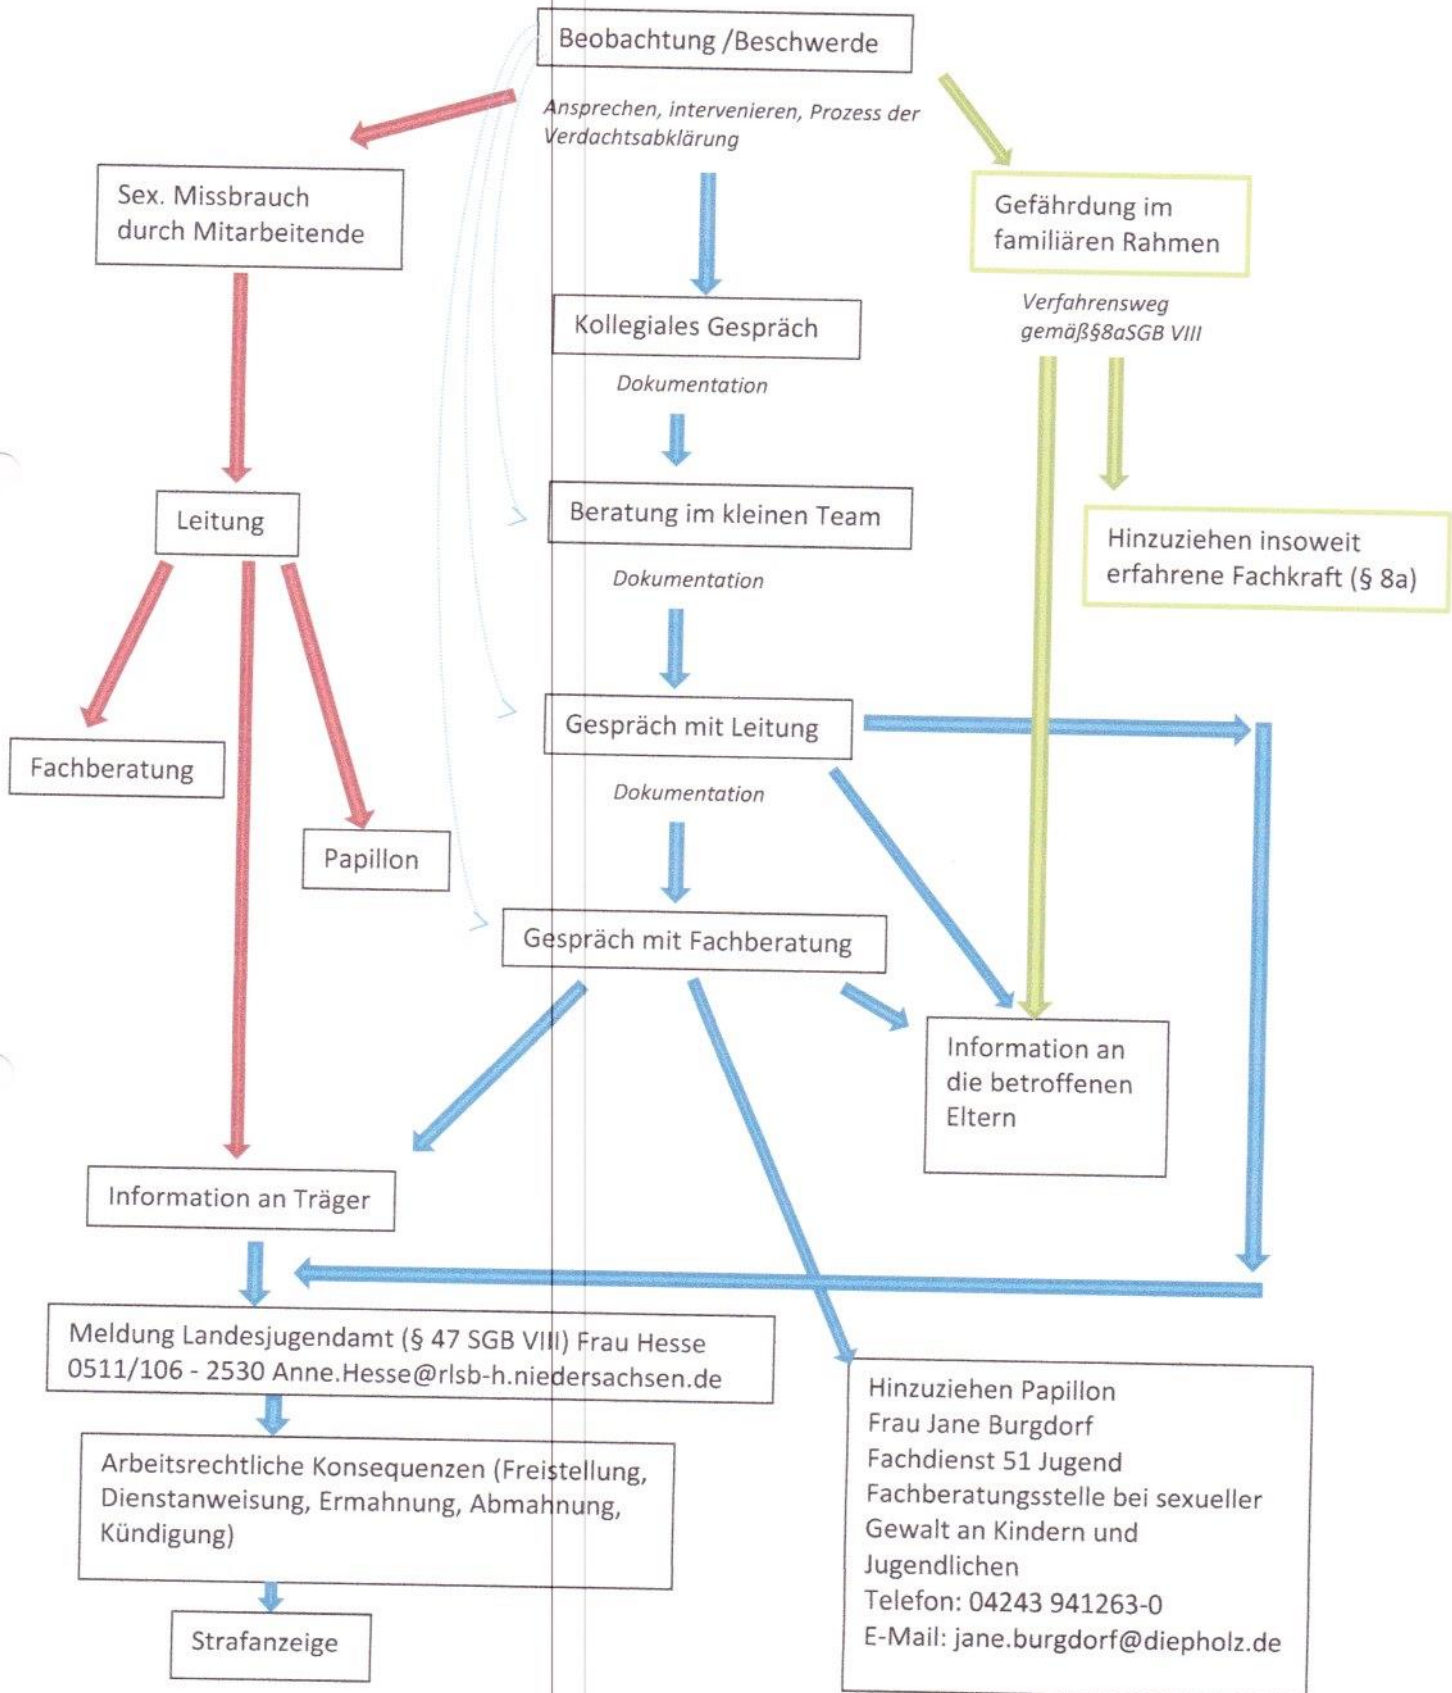 Beobachtung /Beschwerde
Ansprechen, intervenieren, Prozess der
Verdachtsabklärung
Sex. Missbrauch
durch Mitarbeitende
Gefährdung im
familiären Rahmen
Verfahrensweg
gemäß§8aSGB VIII
Kollegiales Gespräch
Dokumentation
Leitung
Beratung im kleinen Team
Hinzuziehen insoweit
erfahrene Fachkraft (§ 8a)
Dokumentation
Gespräch mit Leitung
Fachberatung
Dokumentation
Papillon
Gespräch mit Fachberatung
Information an
die betroffenen
Eltern
Information an Träger
Meldung Landesjugendamt (§ 47 SGB VIII) Frau Hesse
0511/106 - 2530 Anne.Hesse@rlsb-h.niedersachsen.de
Hinzuziehen Papillon
Frau Jane Burgdorf
Fachdienst 51 Jugend
Fachberatungsstelle bei sexueller
Gewalt an Kindern und
Jugendlichen
Telefon: 04243 941263-0
E-Mail: jane.burgdorf@diepholz.de
Arbeitsrechtliche Konsequenzen (Freistellung,
Dienstanweisung, Ermahnung, Abmahnung,
Kündigung)
Strafanzeige